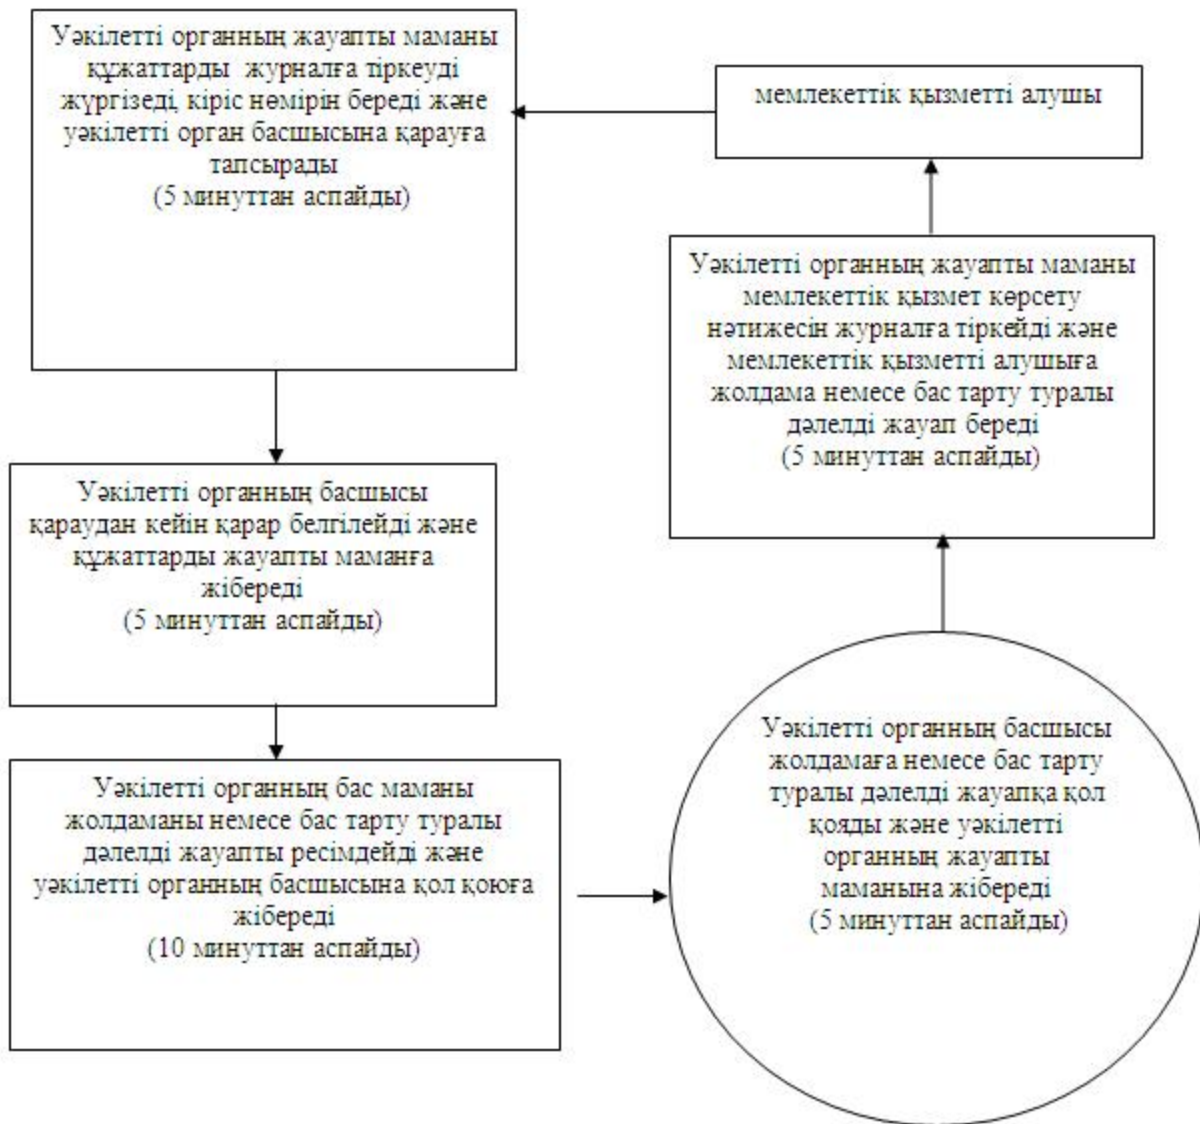 Уәкілетті органның жауапты маманы
құжаттарды журналға тіркеуді
жүргізеді, кіріс нөмірін береді және
уәкілетті орган басшысына қарауға
тапсырады
(5 минуттан аспайды)
мемлекеттік қызметті алушы
Уәкілетті органның жауапты маманы
мемлекеттік қызмет көрсету
нәтижесін журналға тіркейді және
мемлекеттік қызметті алушыға
жолдама немесе бас тарту туралы
дәлелді жауап береді
(5 минуттан аспайды)
Уәкілетті органның басшысы
қараудан кейін қарар белгілейді және
құжаттарды жауапты маманға
жібереді
(5 минуттан аспайды)
Уәкілетті органның бас маманы
жолдаманы немесе бас тарту туралы
дәлелді жауапты ресімдейді және
уәкілетті органның басшысына қол қоюға
жібереді
(10 минуттан аспайды)
Уәкілетті органның басшысы
жолдамаға немесе бас тарту
туралы дәлелді жауапқа қол
қояды және уәкілетті
органның жауапты
маманына жібереді
(5 минуттан аспайды)